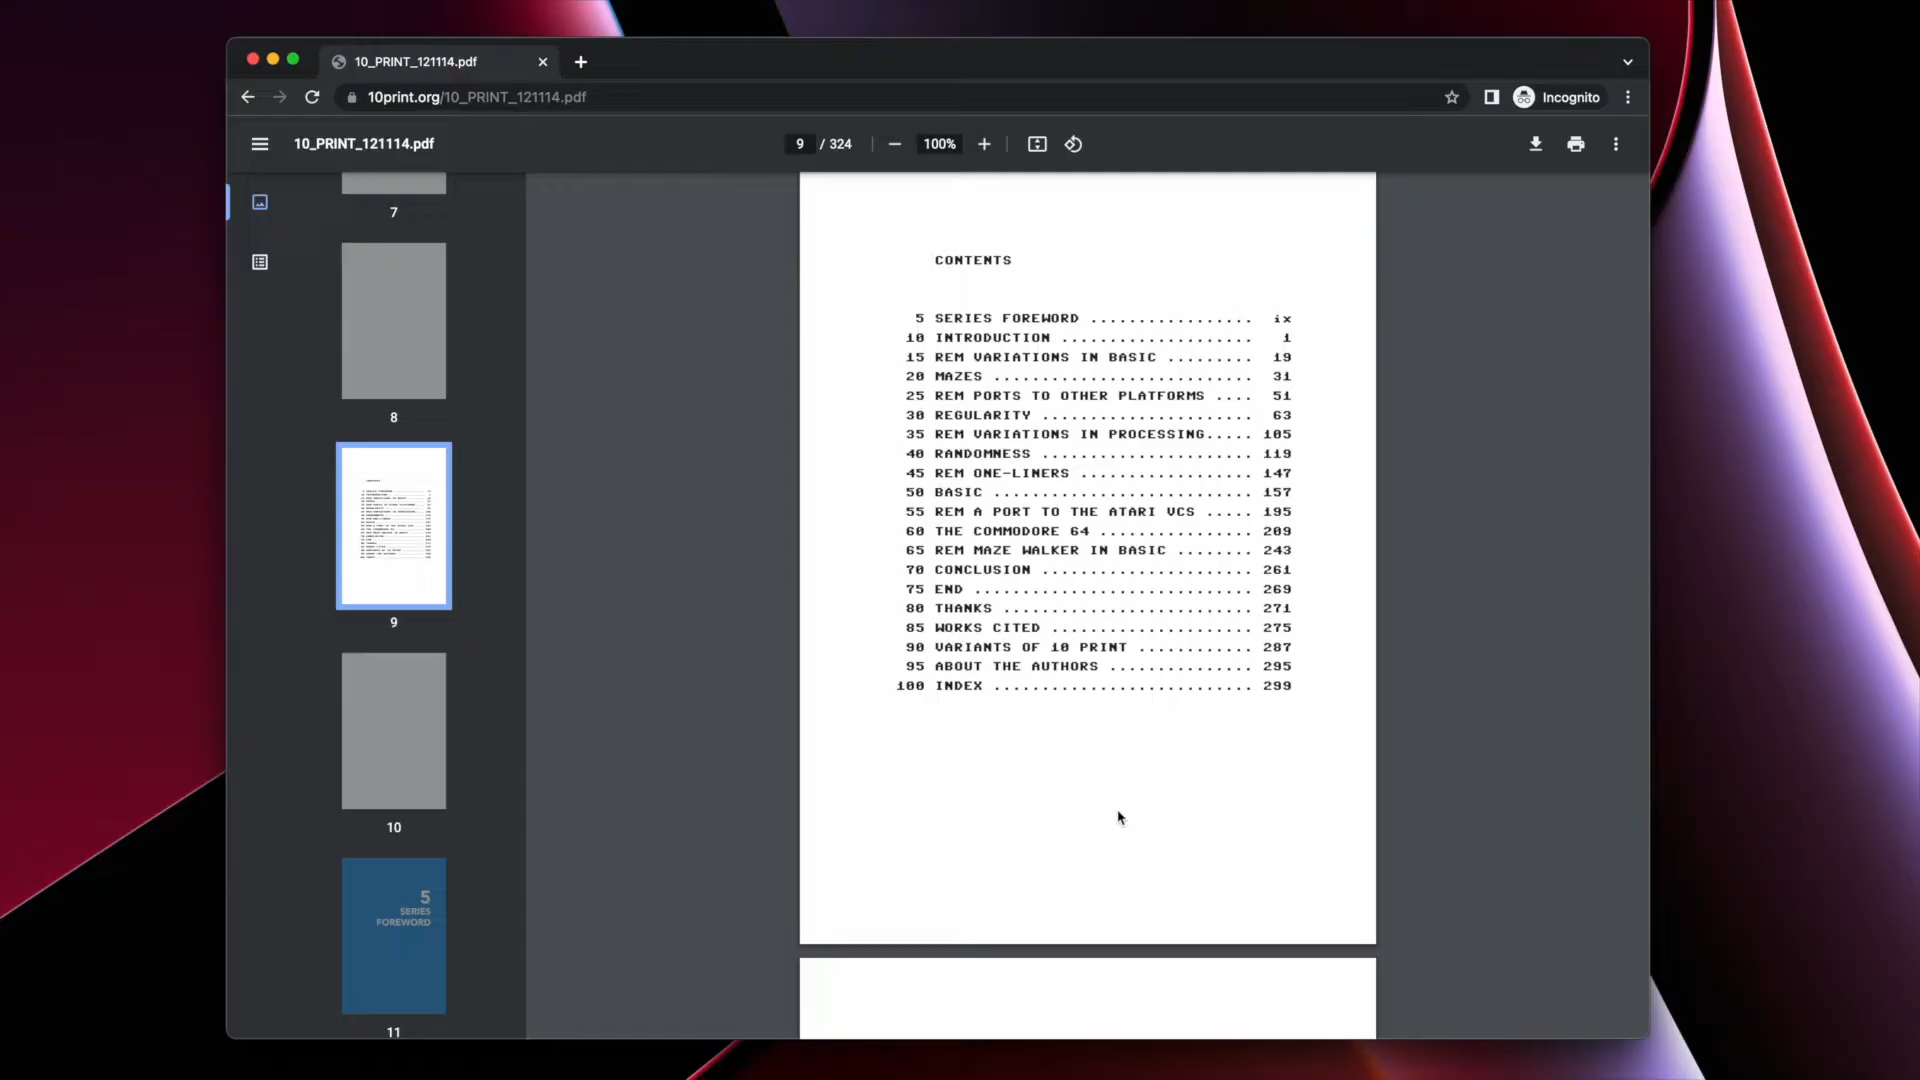 10_PRINT_121114.pdf
10print.org/10_PRINT_121114.pdf
Incognito
10_PRINT_121114.pdf
9 / 324
100%
7
8
9
10
5
SERIES
FOREWORD
11
CONTENTS
5 SERIES FOREWORD ................. ix
10 INTRODUCTION .................... 1
15 REM VARIATIONS IN BASIC ......... 19
20 MAZES ........................... 31
25 REM PORTS TO OTHER PLATFORMS .... 51
30 REGULARITY ...................... 63
35 REM VARIATIONS IN PROCESSING..... 105
40 RANDOMNESS ...................... 119
45 REM ONE-LINERS .................. 147
50 BASIC ........................... 157
55 REM A PORT TO THE ATARI VCS ..... 195
60 THE COMMODORE 64 ................ 209
65 REM MAZE WALKER IN BASIC ........ 243
70 CONCLUSION ...................... 261
75 END ............................. 269
80 THANKS .......................... 271
85 WORKS CITED ..................... 275
90 VARIANTS OF 10 PRINT ............ 287
95 ABOUT THE AUTHORS ............... 295
100 INDEX ........................... 299